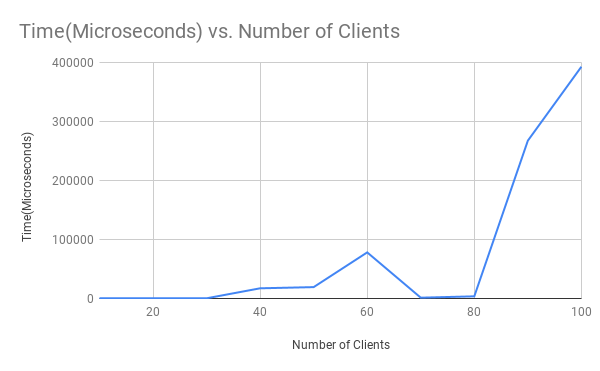 Time(Microseconds) vs. Number of Clients
400000
300000
200000
100000
0
Time(Microseconds)
20 40 60 80 100
Number of Clients